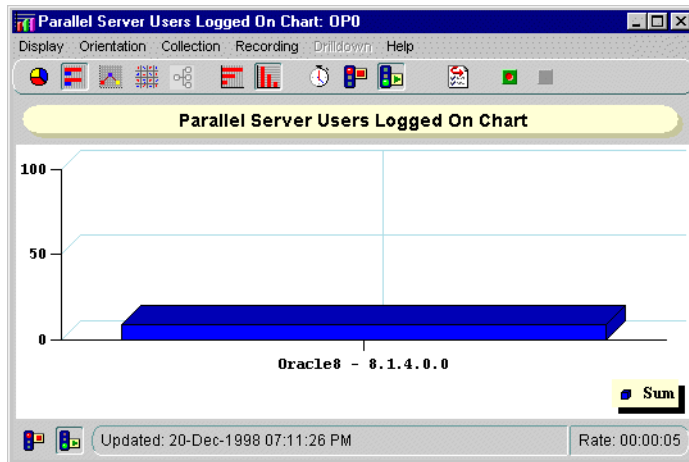 Parallel Server Users Logged On Chart: OP0
Display Orientation Collection Recording Drilldown Help
Parallel Server Users Logged On Chart
100
50
0
Oracle8 - 8.1.4.0.0
Sum
Updated: 20-Dec-1998 07:11:26 PM Rate: 00:00:05